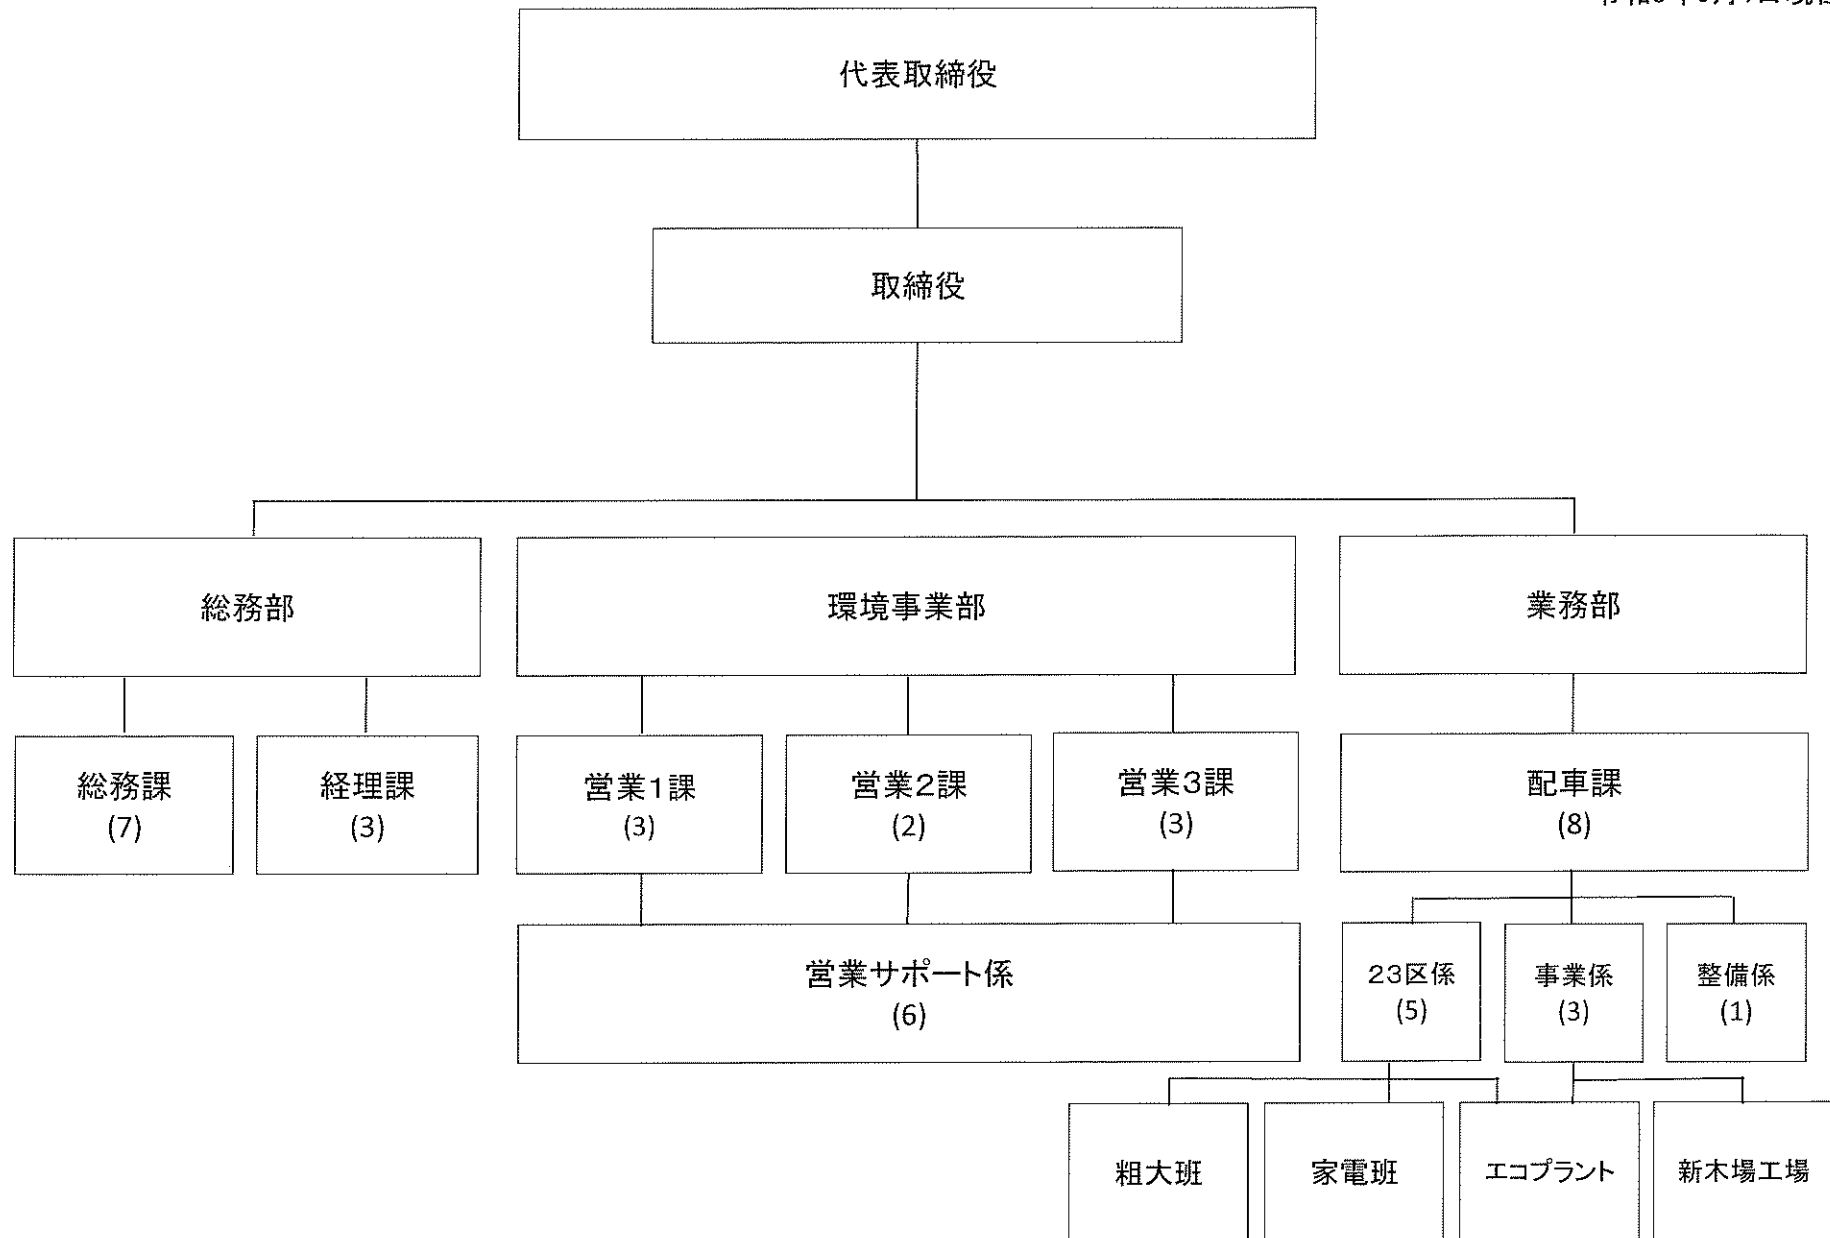 代表取締役
取締役
総務部
環境事業部
業務部
総務課
(7)
経理課
(3)
営業1課
(3)
営業2課
(2)
営業3課
(3)
配車課
(8)
営業サポート係
(6)
23区係
(5)
事業係
(3)
整備係
(1)
粗大班
家電班
エコプラント
新木場工場